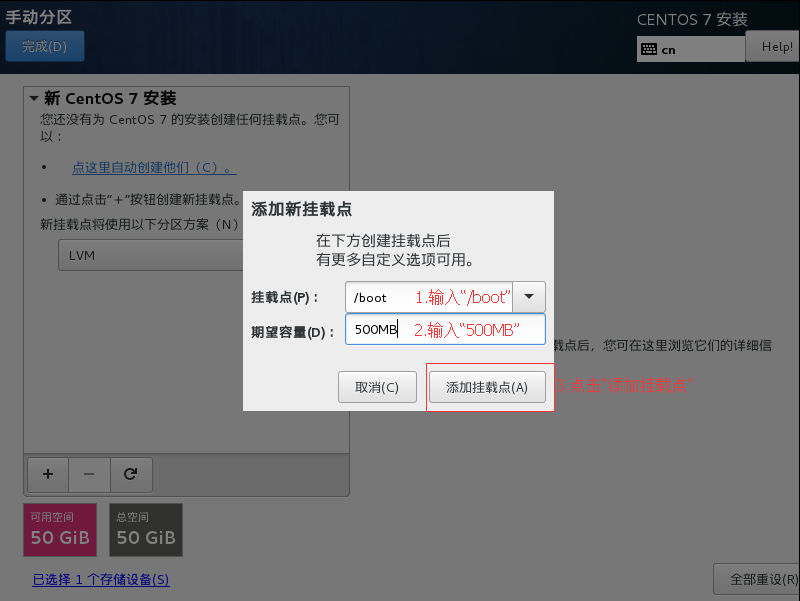 手动分区
CENTOS 7 安装
完成(D)
cn
Help!
新 CentOS 7 安装
您还没有为 CentOS 7 的安装创建任何挂载点。您可
以：
• 点这里自动创建他们（C）。
• 通过点击“+”按钮创建新挂载点。
新挂载点将使用以下分区方案（N）
LVM
添加新挂载点
在下方创建挂载点后
有更多自定义选项可用。
挂载点(P)：
/boot
1.输入“/boot”
期望容量(D)：
500MB
2.输入“500MB”
载点后，您可在这里浏览它们的详细信
取消(C)
添加挂载点(A)
点击“添加挂载点”
+
−
可用空间
50 GiB
总空间
50 GiB
已选择 1 个存储设备(S)
全部重设(R)